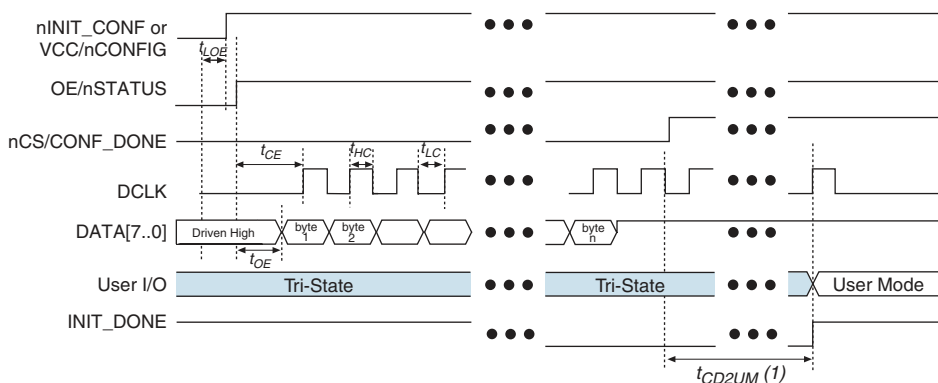 nINIT_CONF or
VCC/nCONFIG
tLOE
OE/nSTATUS
nCS/CONF_DONE
tCE
tHC
tLC
DCLK
DATA[7..0]
Driven High
byte
1
byte
2
byte
n
tOE
User I/O
Tri-State
Tri-State
User Mode
INIT_DONE
tCD2UM (1)